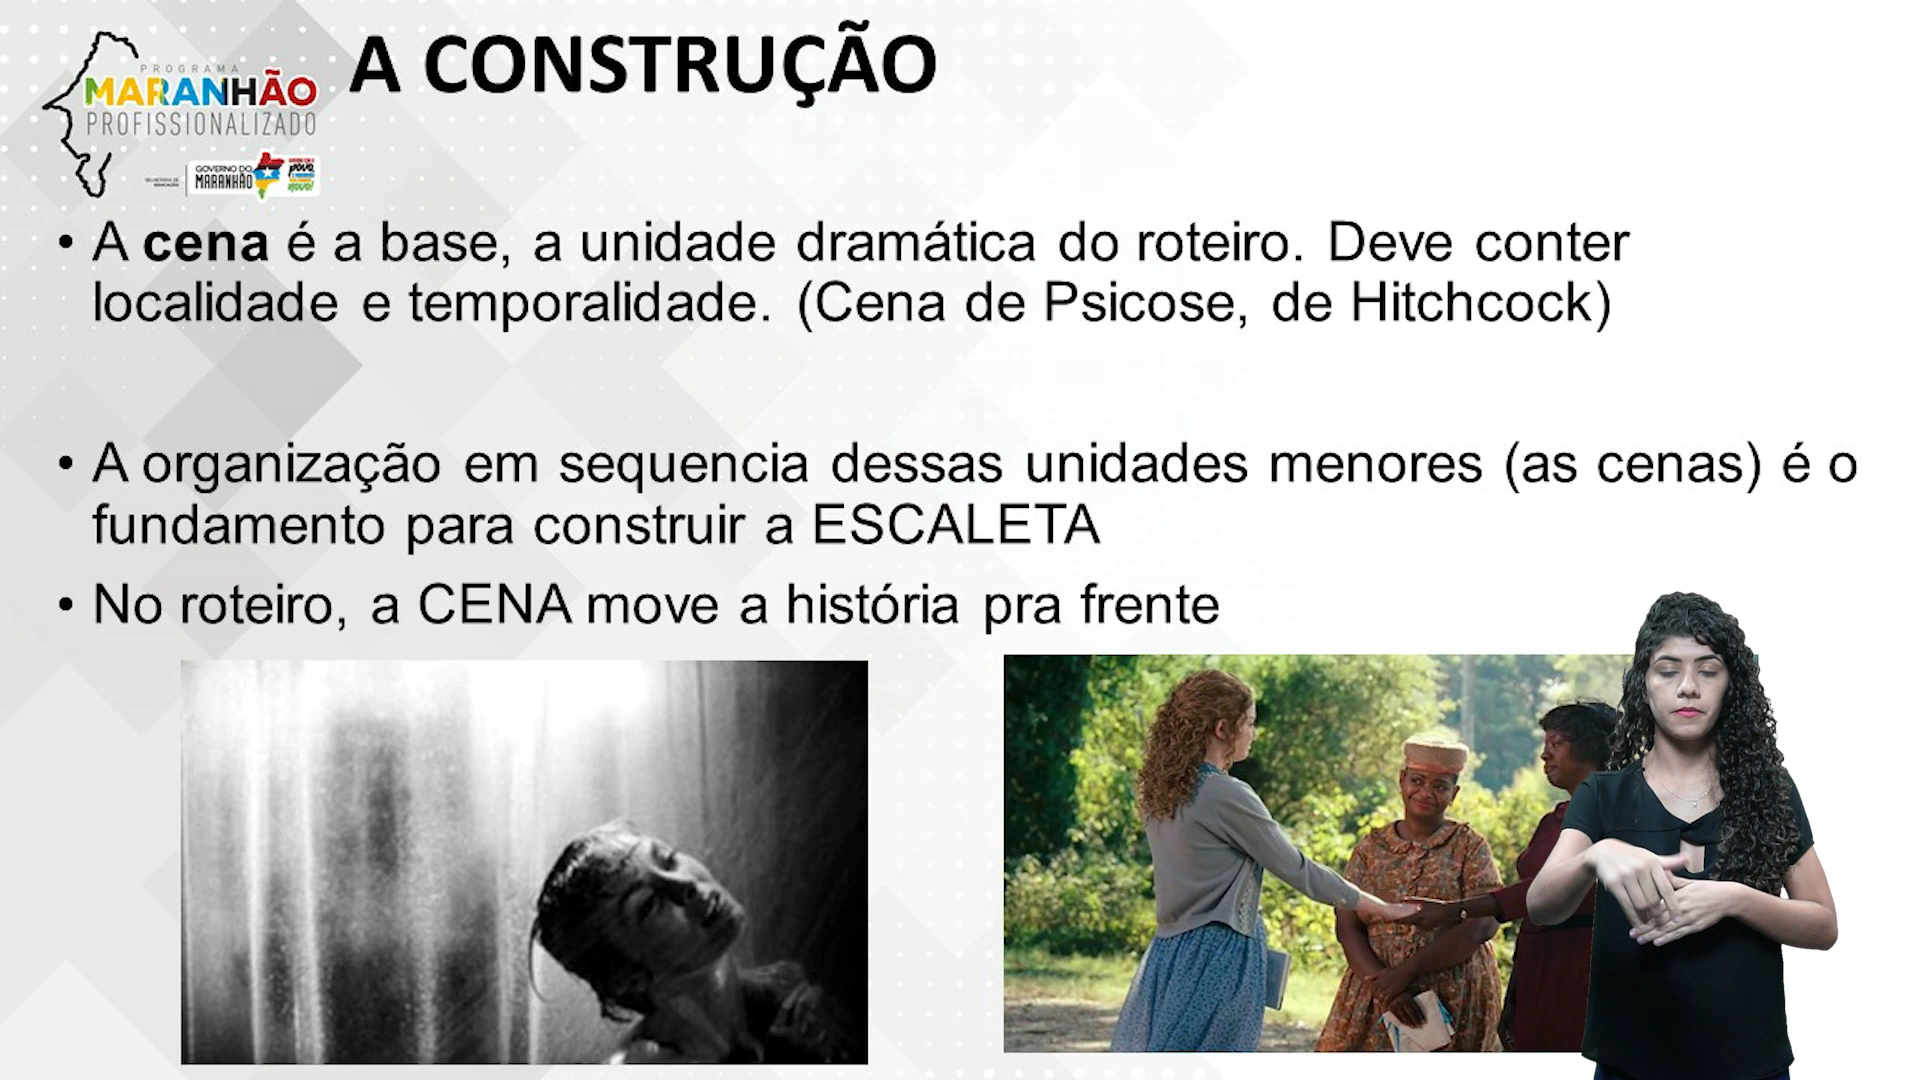 A CONSTRUÇÃO
PROGRAMA
MARANHÃO
PROFISSIONALIZADO
GOVERNO DO
MARANHÃO
• A cena é a base, a unidade dramática do roteiro. Deve conter
localidade e temporalidade. (Cena de Psicose, de Hitchcock)
• A organização em sequencia dessas unidades menores (as cenas) é o
fundamento para construir a ESCALETA
• No roteiro, a CENA move a história pra frente